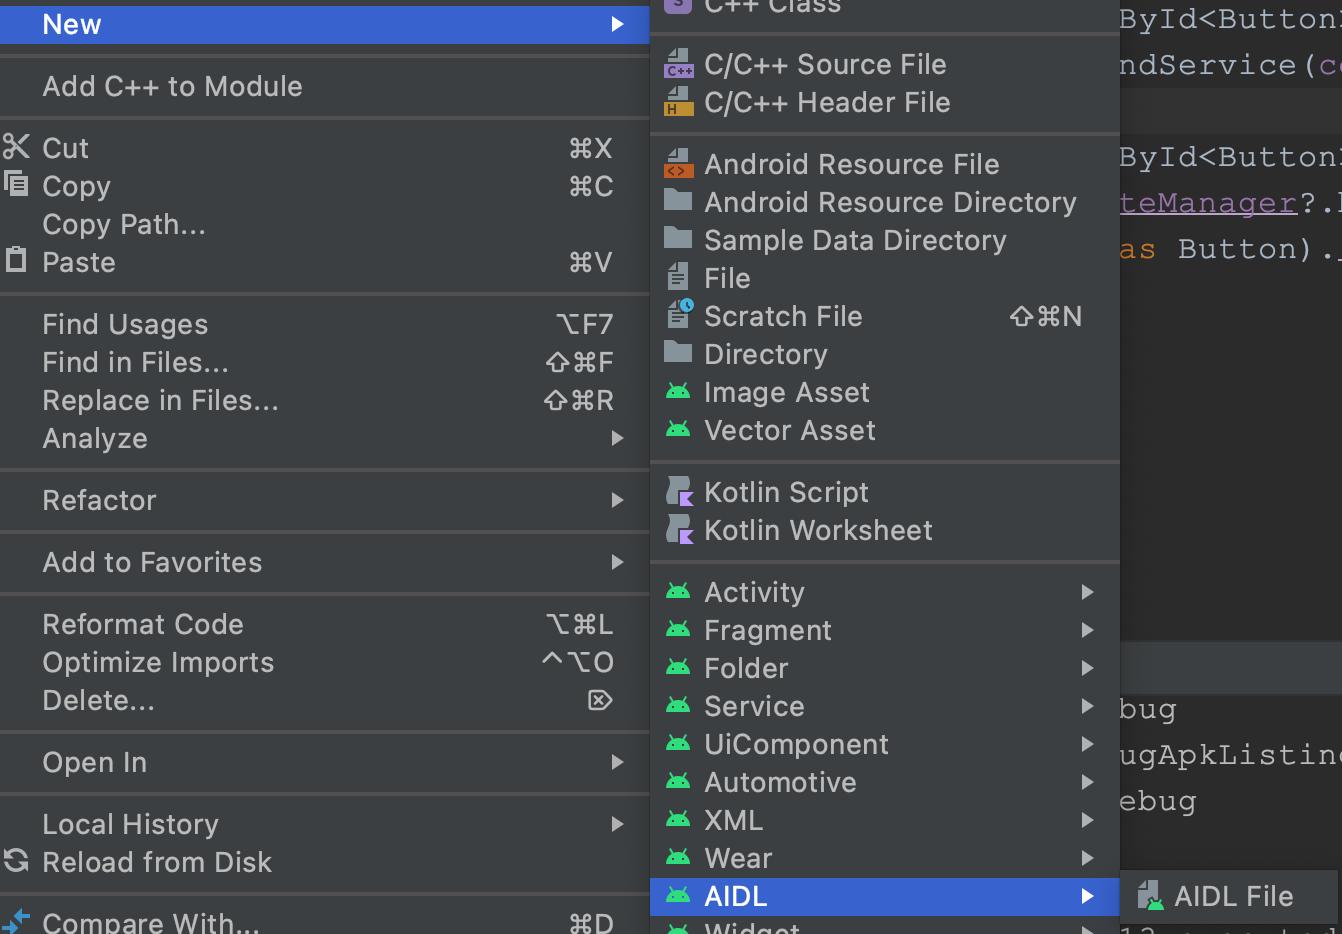 New
Add C++ to Module
Cut ⌘X
Copy ⌘C
Copy Path...
Paste ⌘V
Find Usages ⌥F7
Find in Files... ⇧⌘F
Replace in Files... ⇧⌘R
Analyze
Refactor
Add to Favorites
Reformat Code ⌥⌘L
Optimize Imports ^⌥O
Delete... ⌦
Open In
Local History
Reload from Disk
Compare With... ⌘D
C++ Class
C/C++ Source File
C/C++ Header File
Android Resource File
Android Resource Directory
Sample Data Directory
File
Scratch File ⇧⌘N
Directory
Image Asset
Vector Asset
Kotlin Script
Kotlin Worksheet
Activity
Fragment
Folder
Service
UiComponent
Automotive
XML
Wear
AIDL
Widget
AIDL File
ById<Button
ndService(c
ById<Button
teManager?.
as Button).
bug
ugApkListin
ebug